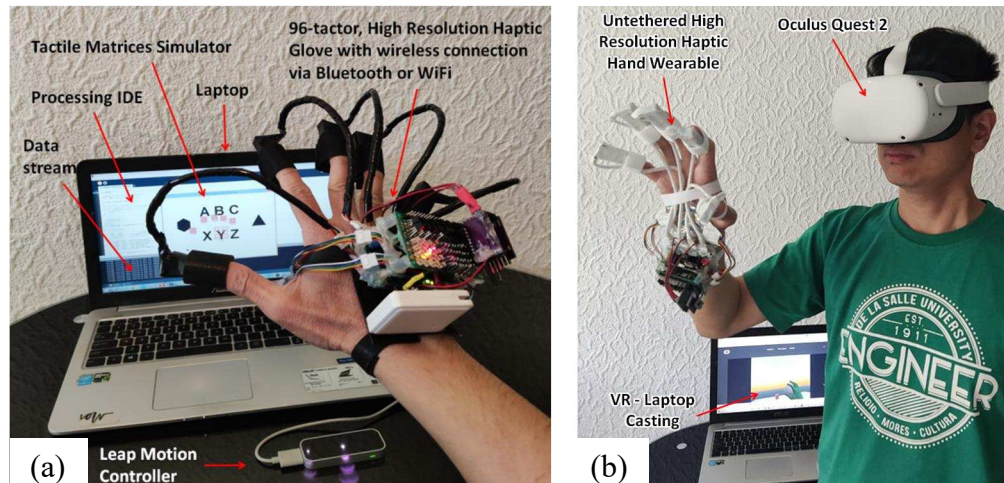 Tactile Matrices Simulator
Processing IDE
Laptop
Data
stream
96-tactor, High Resolution Haptic
Glove with wireless connection
via Bluetooth or WiFi
A B C
X Y Z
Leap Motion
Controller
(a)
Untethered High
Resolution Haptic
Hand Wearable
Oculus Quest 2
DE LA SALLE UNIVERSITY
EST.
1911
ENGINEER
RELIGIO • MORES • CULTURA
VR - Laptop
Casting
(b)